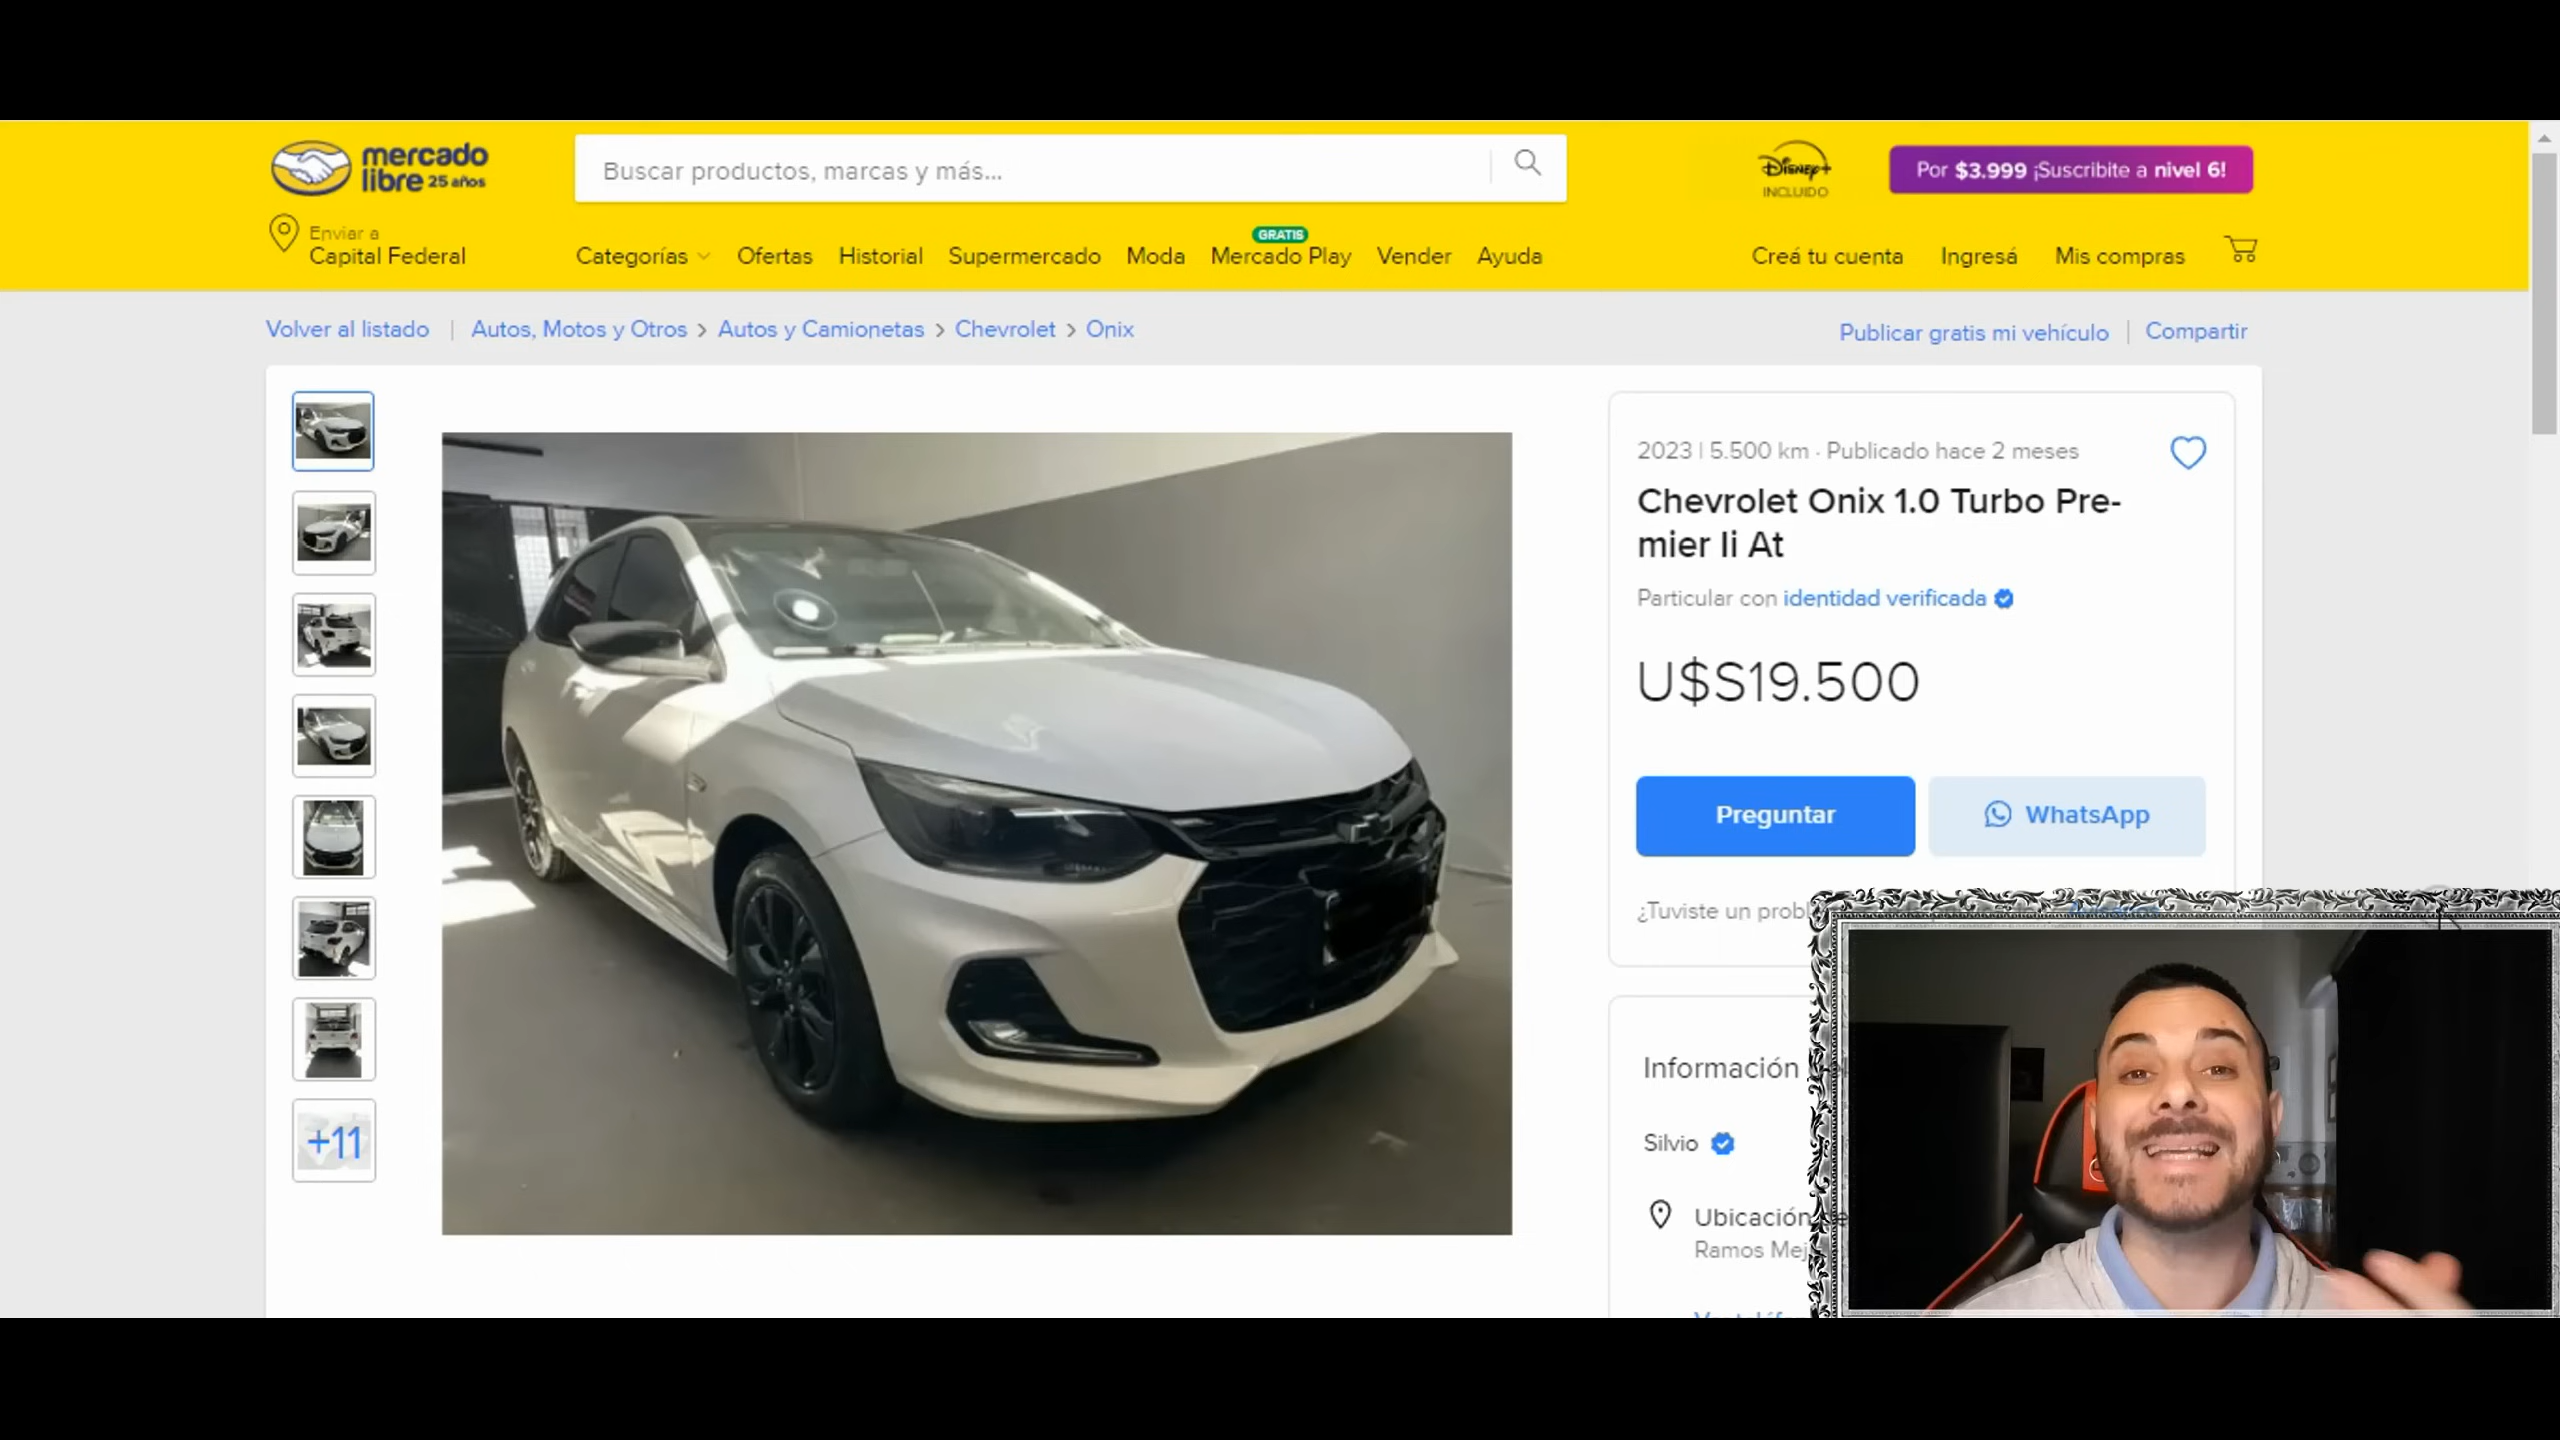 mercado
libre 25 años
Buscar productos, marcas y más...
Disney+
INCLUIDO
Por $3.999 ¡Suscribite a nivel 6!
Enviar a
Capital Federal
Categorías
Ofertas
Historial
Supermercado
Moda
GRATIS
Mercado Play
Vender
Ayuda
Creá tu cuenta
Ingresá
Mis compras
Volver al listado | Autos, Motos y Otros > Autos y Camionetas > Chevrolet > Onix
Publicar gratis mi vehículo | Compartir
2023 | 5.500 km · Publicado hace 2 meses
Chevrolet Onix 1.0 Turbo Pre-
mier Ii At
Particular con identidad verificada
U$S19.500
Preguntar
WhatsApp
¿Tuviste un
Información
Silvio
Ubicación
Ramos
+11